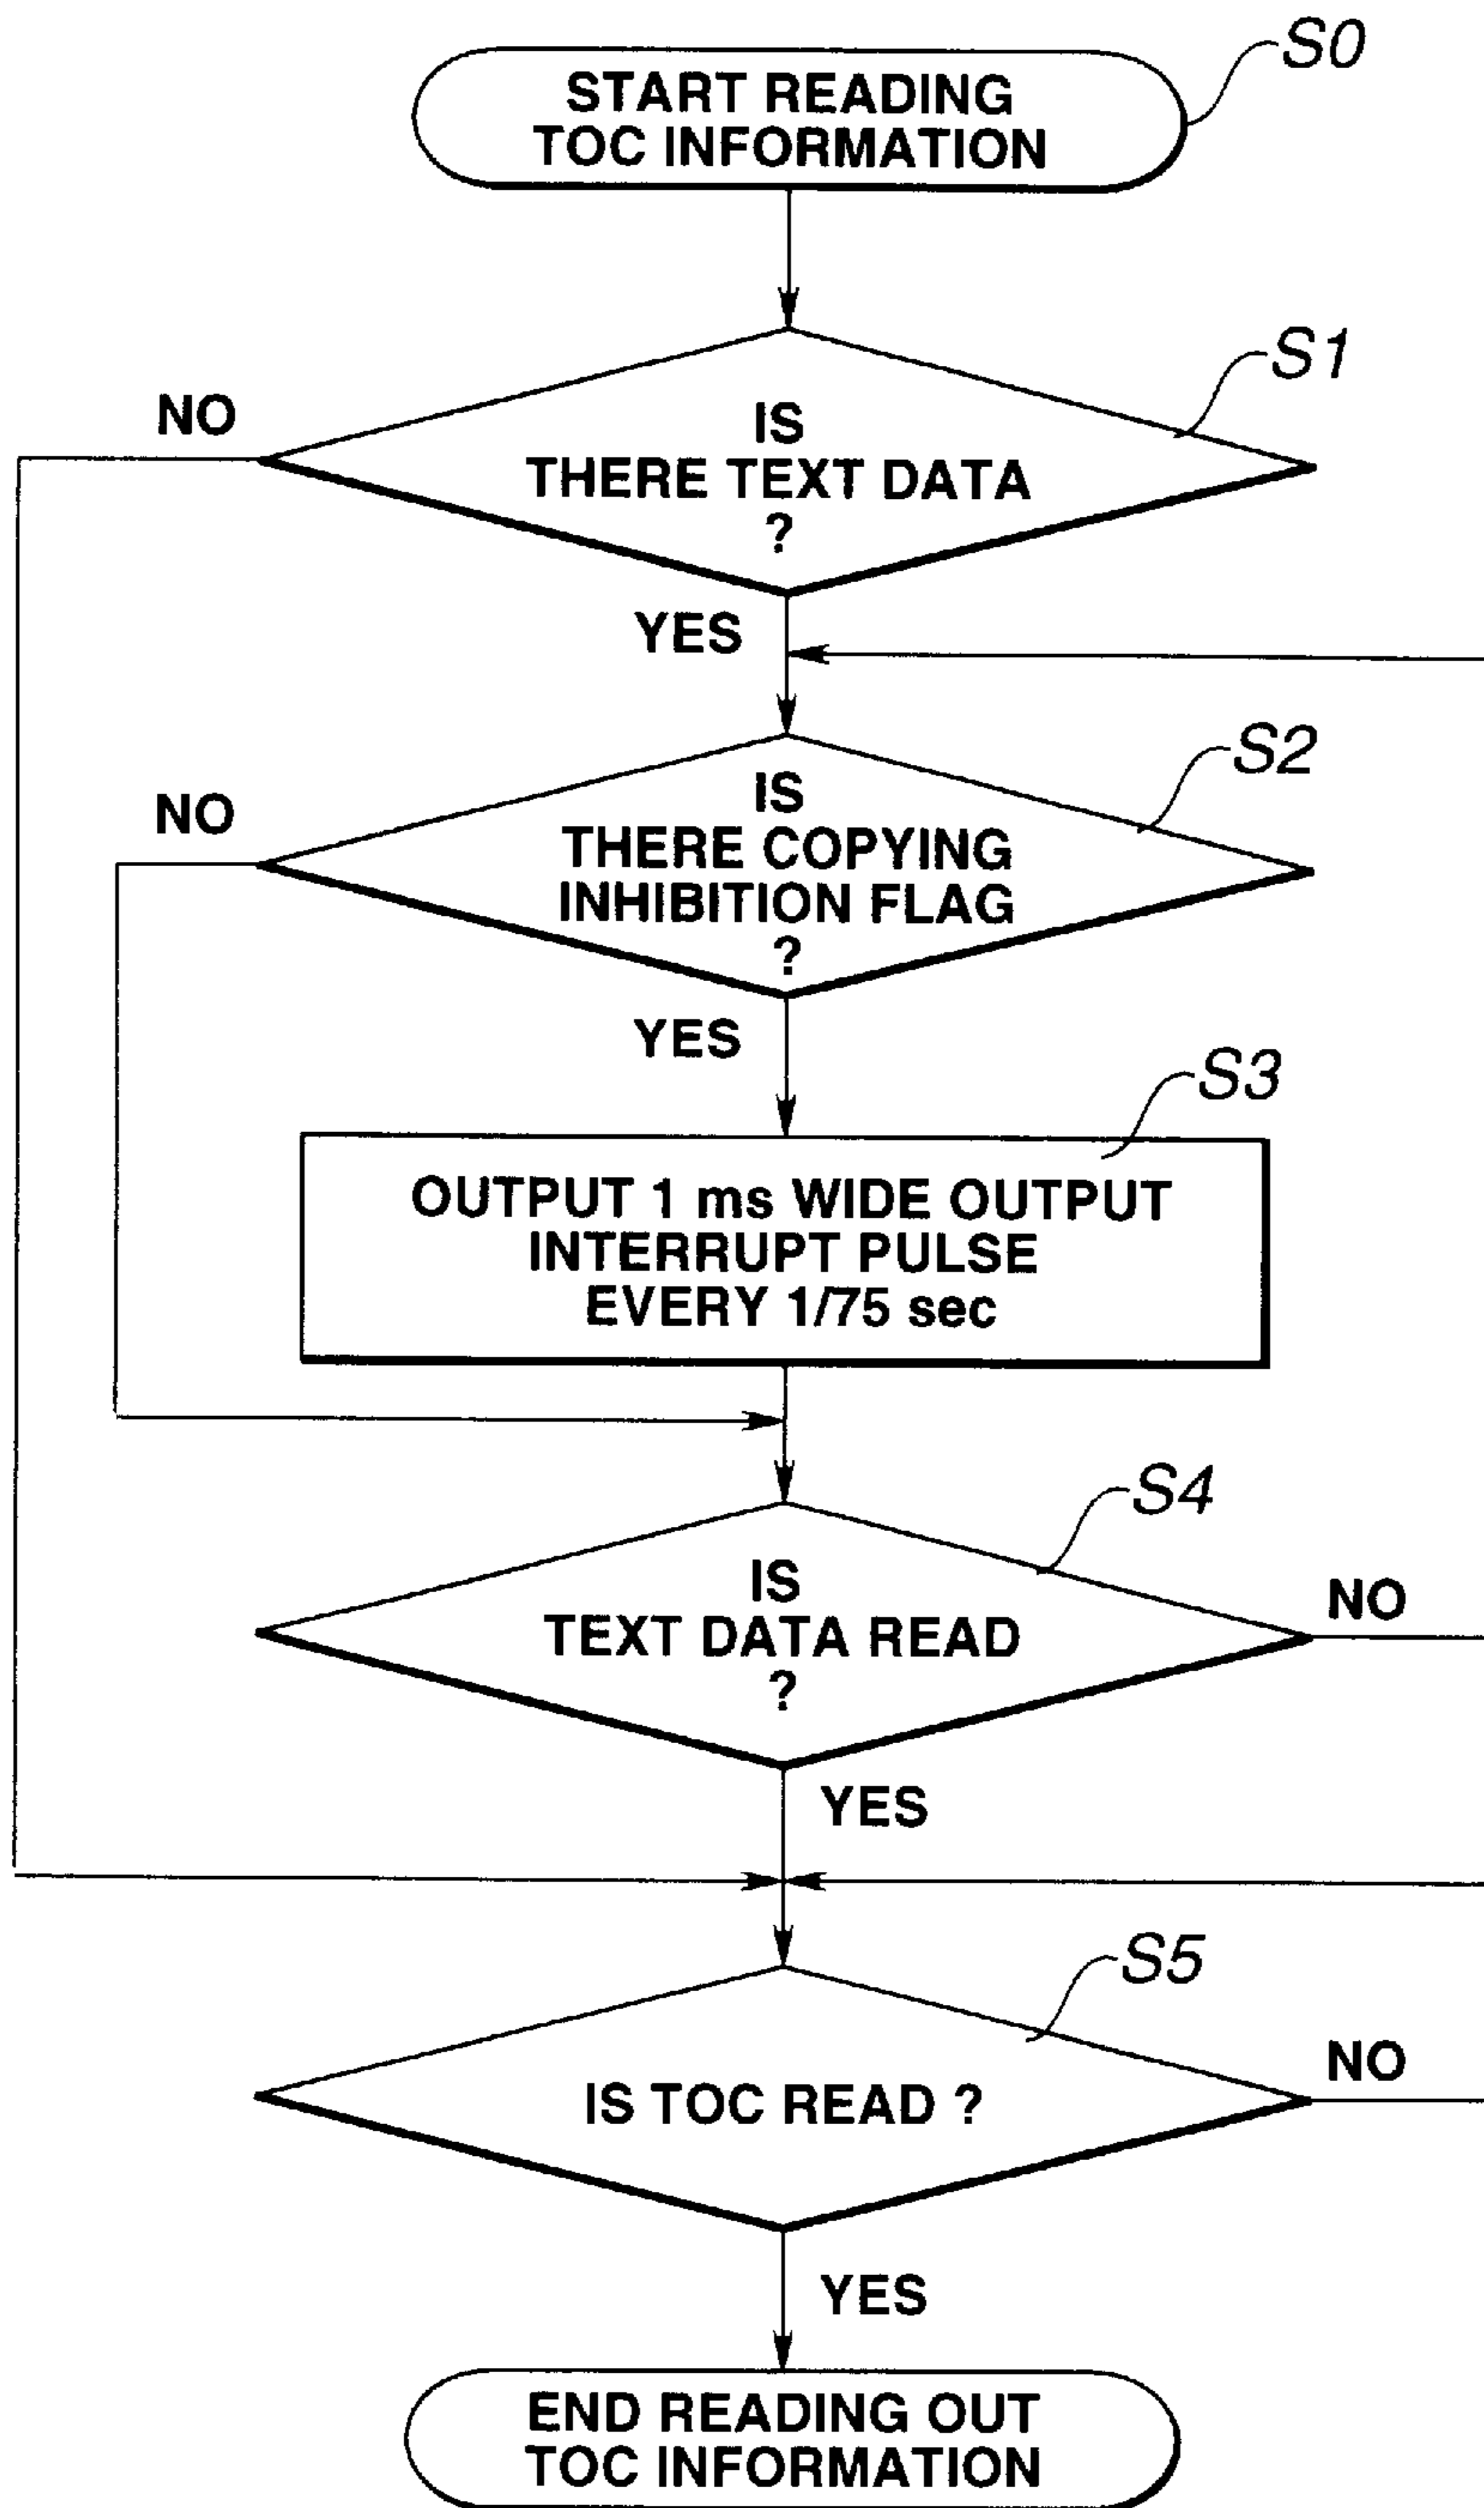 S0
START READING
TOC INFORMATION
S1
NO
IS
THERE TEXT DATA
?
YES
S2
NO
IS
THERE COPYING
INHIBITION FLAG
?
YES
S3
OUTPUT 1 ms WIDE OUTPUT
INTERRUPT PULSE
EVERY 1/75 sec
S4
IS
TEXT DATA READ
?
NO
YES
S5
IS TOC READ ?
NO
YES
END READING OUT
TOC INFORMATION